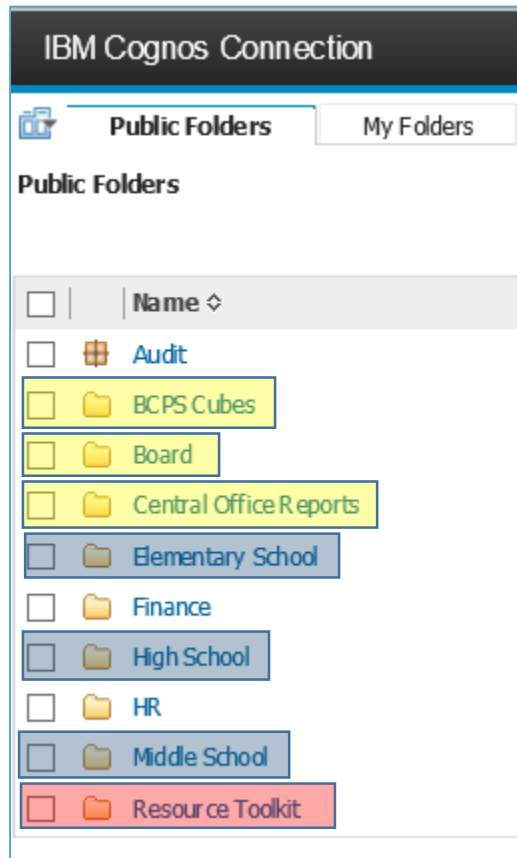 IBM Cognos Connection
Public Folders My Folders
Public Folders
Name
Audit
BCPS Cubes
Board
Central Office Reports
Elementary School
Finance
High School
HR
Middle School
Resource Toolkit